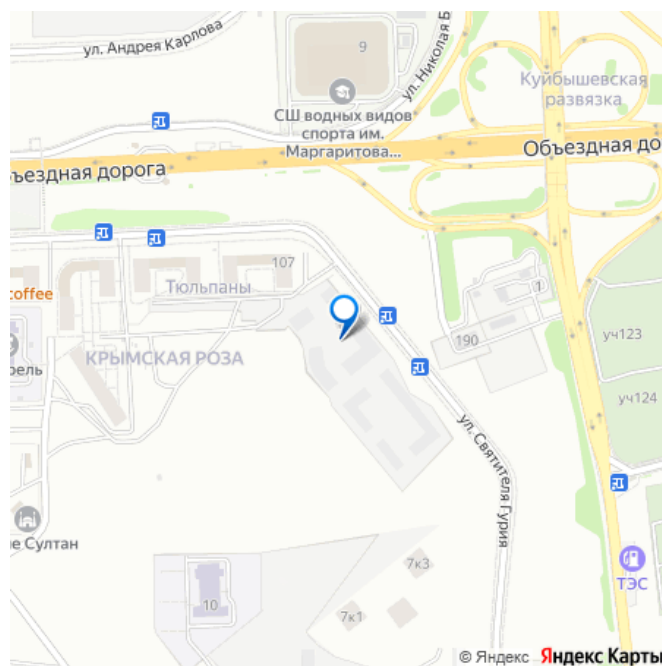 ул. Андрея Карлова
9
ул. Николая Б
Куйбышевская
развязка
СШ водных видов
спорта им.
Маргаритова...
ъездная дорога
Объездная до
107
Тюльпаны
coffee
1
190
уч123
КРЫМСКАЯ РОЗА
рель
уч124
ул. Святителя Гурия
е Султан
ТЭС
7к3
10
7к1
© Яндекс Яндекс Карты